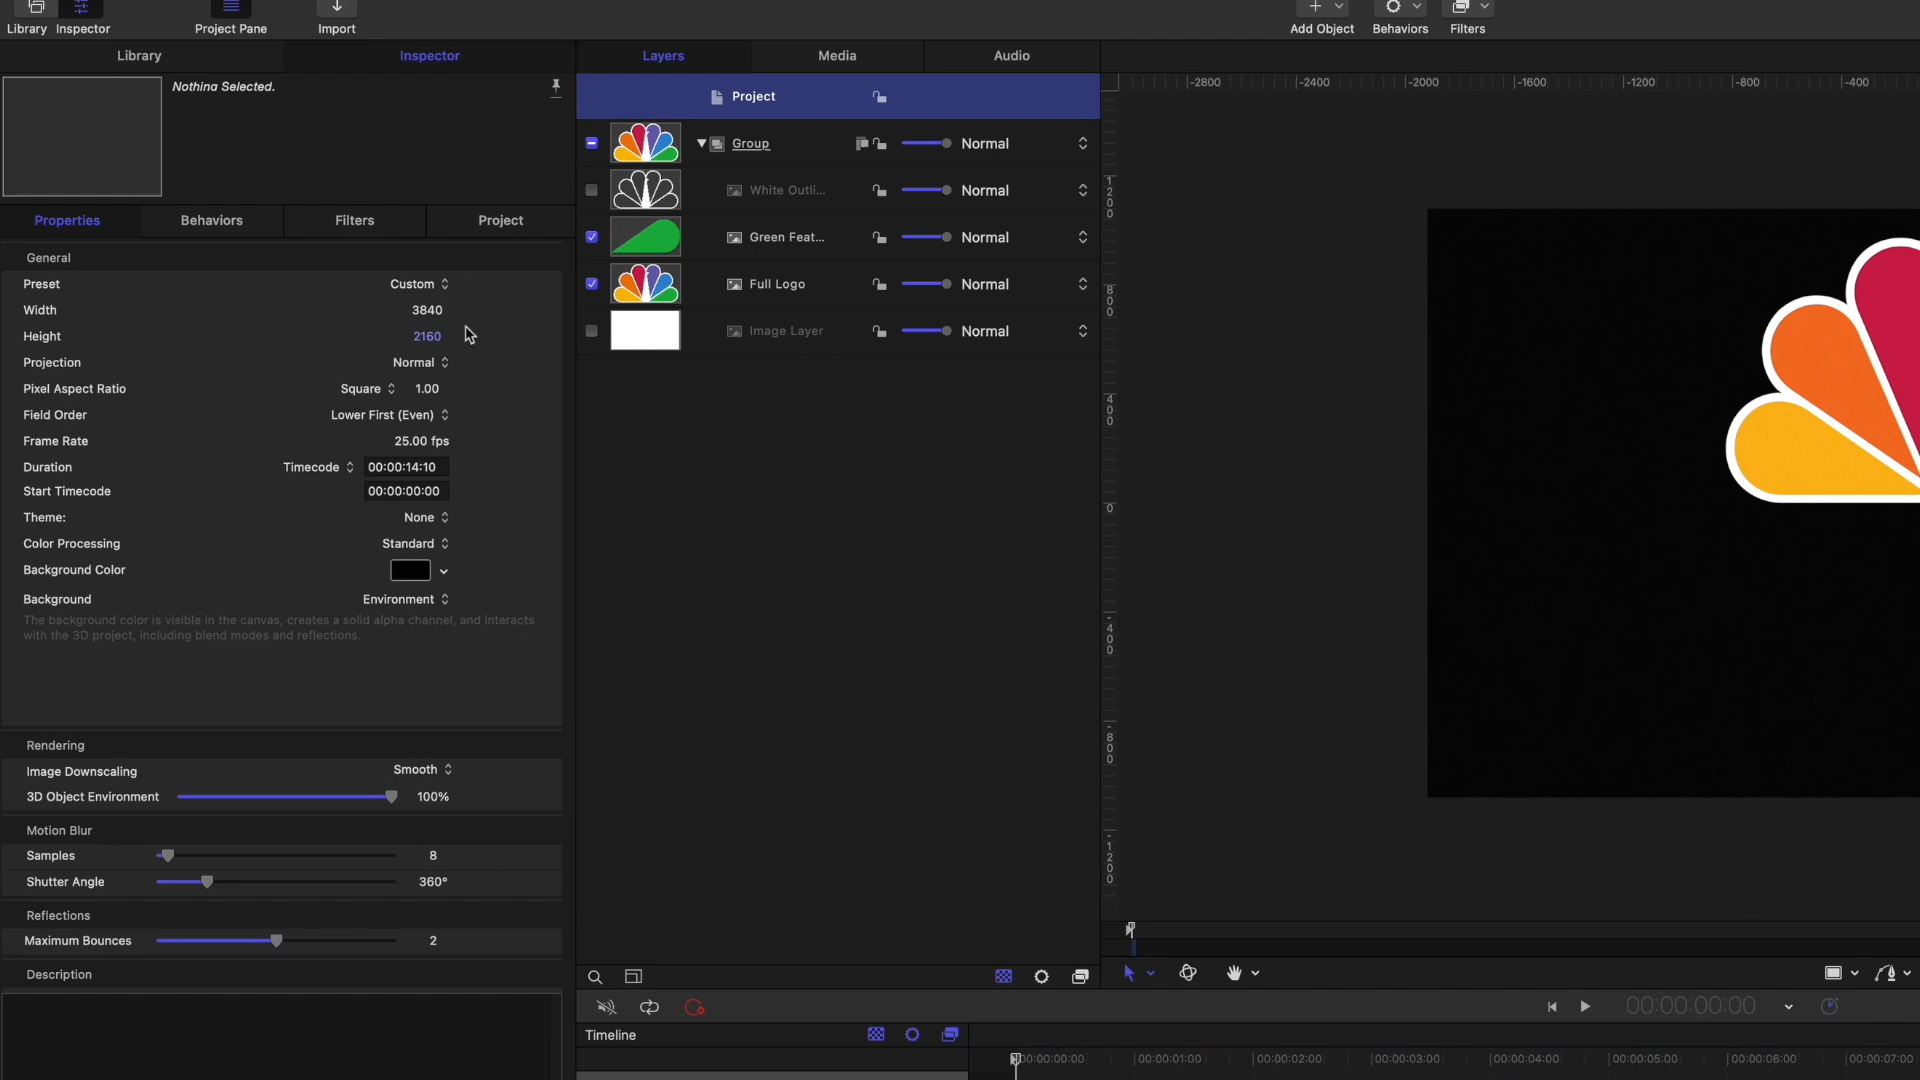 Library Inspector Project Pane Import Add Object Behaviors Filters
Library Inspector Layers Media Audio
Nothing Selected.
-2800 -2400 -2000 -1600 -1200 -800 -400
Project
Group Normal
White Outli... Normal
Properties Behaviors Filters Project
Green Feat... Normal
General
Preset Custom
Full Logo Normal
Width 3840
Height 2160
Image Layer Normal
Projection Normal
Pixel Aspect Ratio Square 1.00
Field Order Lower First (Even)
Frame Rate 25.00 fps
Duration Timecode 00:00:14:10
Start Timecode 00:00:00:00
Theme: None
Color Processing Standard
Background Color
Background Environment
The background color is visible in the canvas, creates a solid alpha channel, and interacts
with the 3D project, including blend modes and reflections.
1200
800
400
0
-400
-800
-1200
Rendering
Image Downscaling Smooth
3D Object Environment 100%
Motion Blur
Samples 8
Shutter Angle 360°
Reflections
Maximum Bounces 2
Description
00:00:00:00
Timeline
00:00:00:00 00:00:01:00 00:00:02:00 00:00:03:00 00:00:04:00 00:00:05:00 00:00:06:00 00:00:07:00